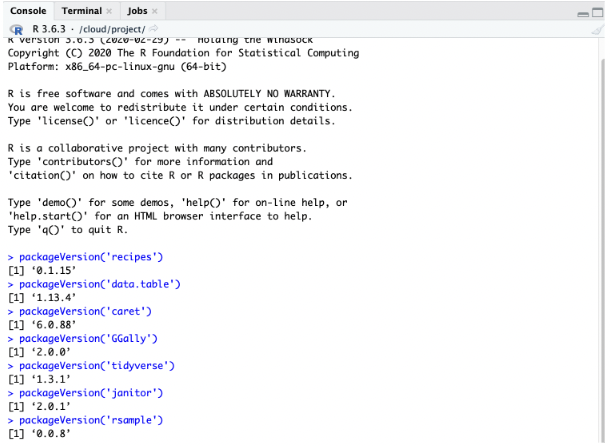 Console Terminal × Jobs ×
R 3.6.3 · /cloud/project/
R version 3.6.3 (2020-02-29) -- "Holding the Windsock"
Copyright (C) 2020 The R Foundation for Statistical Computing
Platform: x86_64-pc-linux-gnu (64-bit)
R is free software and comes with ABSOLUTELY NO WARRANTY.
You are welcome to redistribute it under certain conditions.
Type 'license()' or 'licence()' for distribution details.
R is a collaborative project with many contributors.
Type 'contributors()' for more information and
'citation()' on how to cite R or R packages in publications.
Type 'demo()' for some demos, 'help()' for on-line help, or
'help.start()' for an HTML browser interface to help.
Type 'q()' to quit R.
> packageVersion('recipes')
[1] ‘0.1.15’
> packageVersion('data.table')
[1] ‘1.13.4’
> packageVersion('caret')
[1] ‘6.0.88’
> packageVersion('GGally')
[1] ‘2.0.0’
> packageVersion('tidyverse')
[1] ‘1.3.1’
> packageVersion('janitor')
[1] ‘2.0.1’
> packageVersion('rsample')
[1] ‘0.0.8’